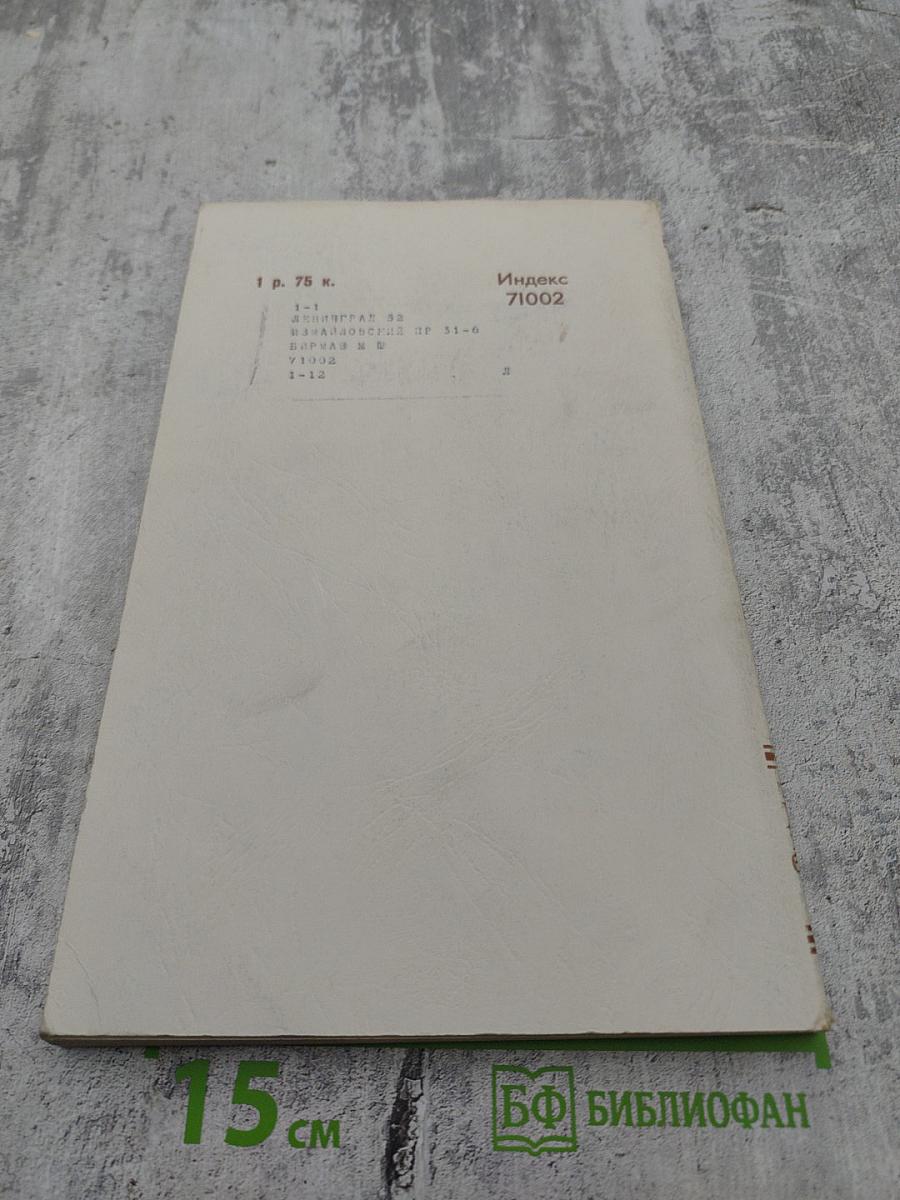 1 р. 75 к.
Индекс
71002
1-1
ЛЕНИНГРАД 52
ИЗМАЙЛОВСКИЙ ПР 31-6
БИРМАН М Ш
71002
1-12 Л
15 см
БФ БИБЛИОФАН